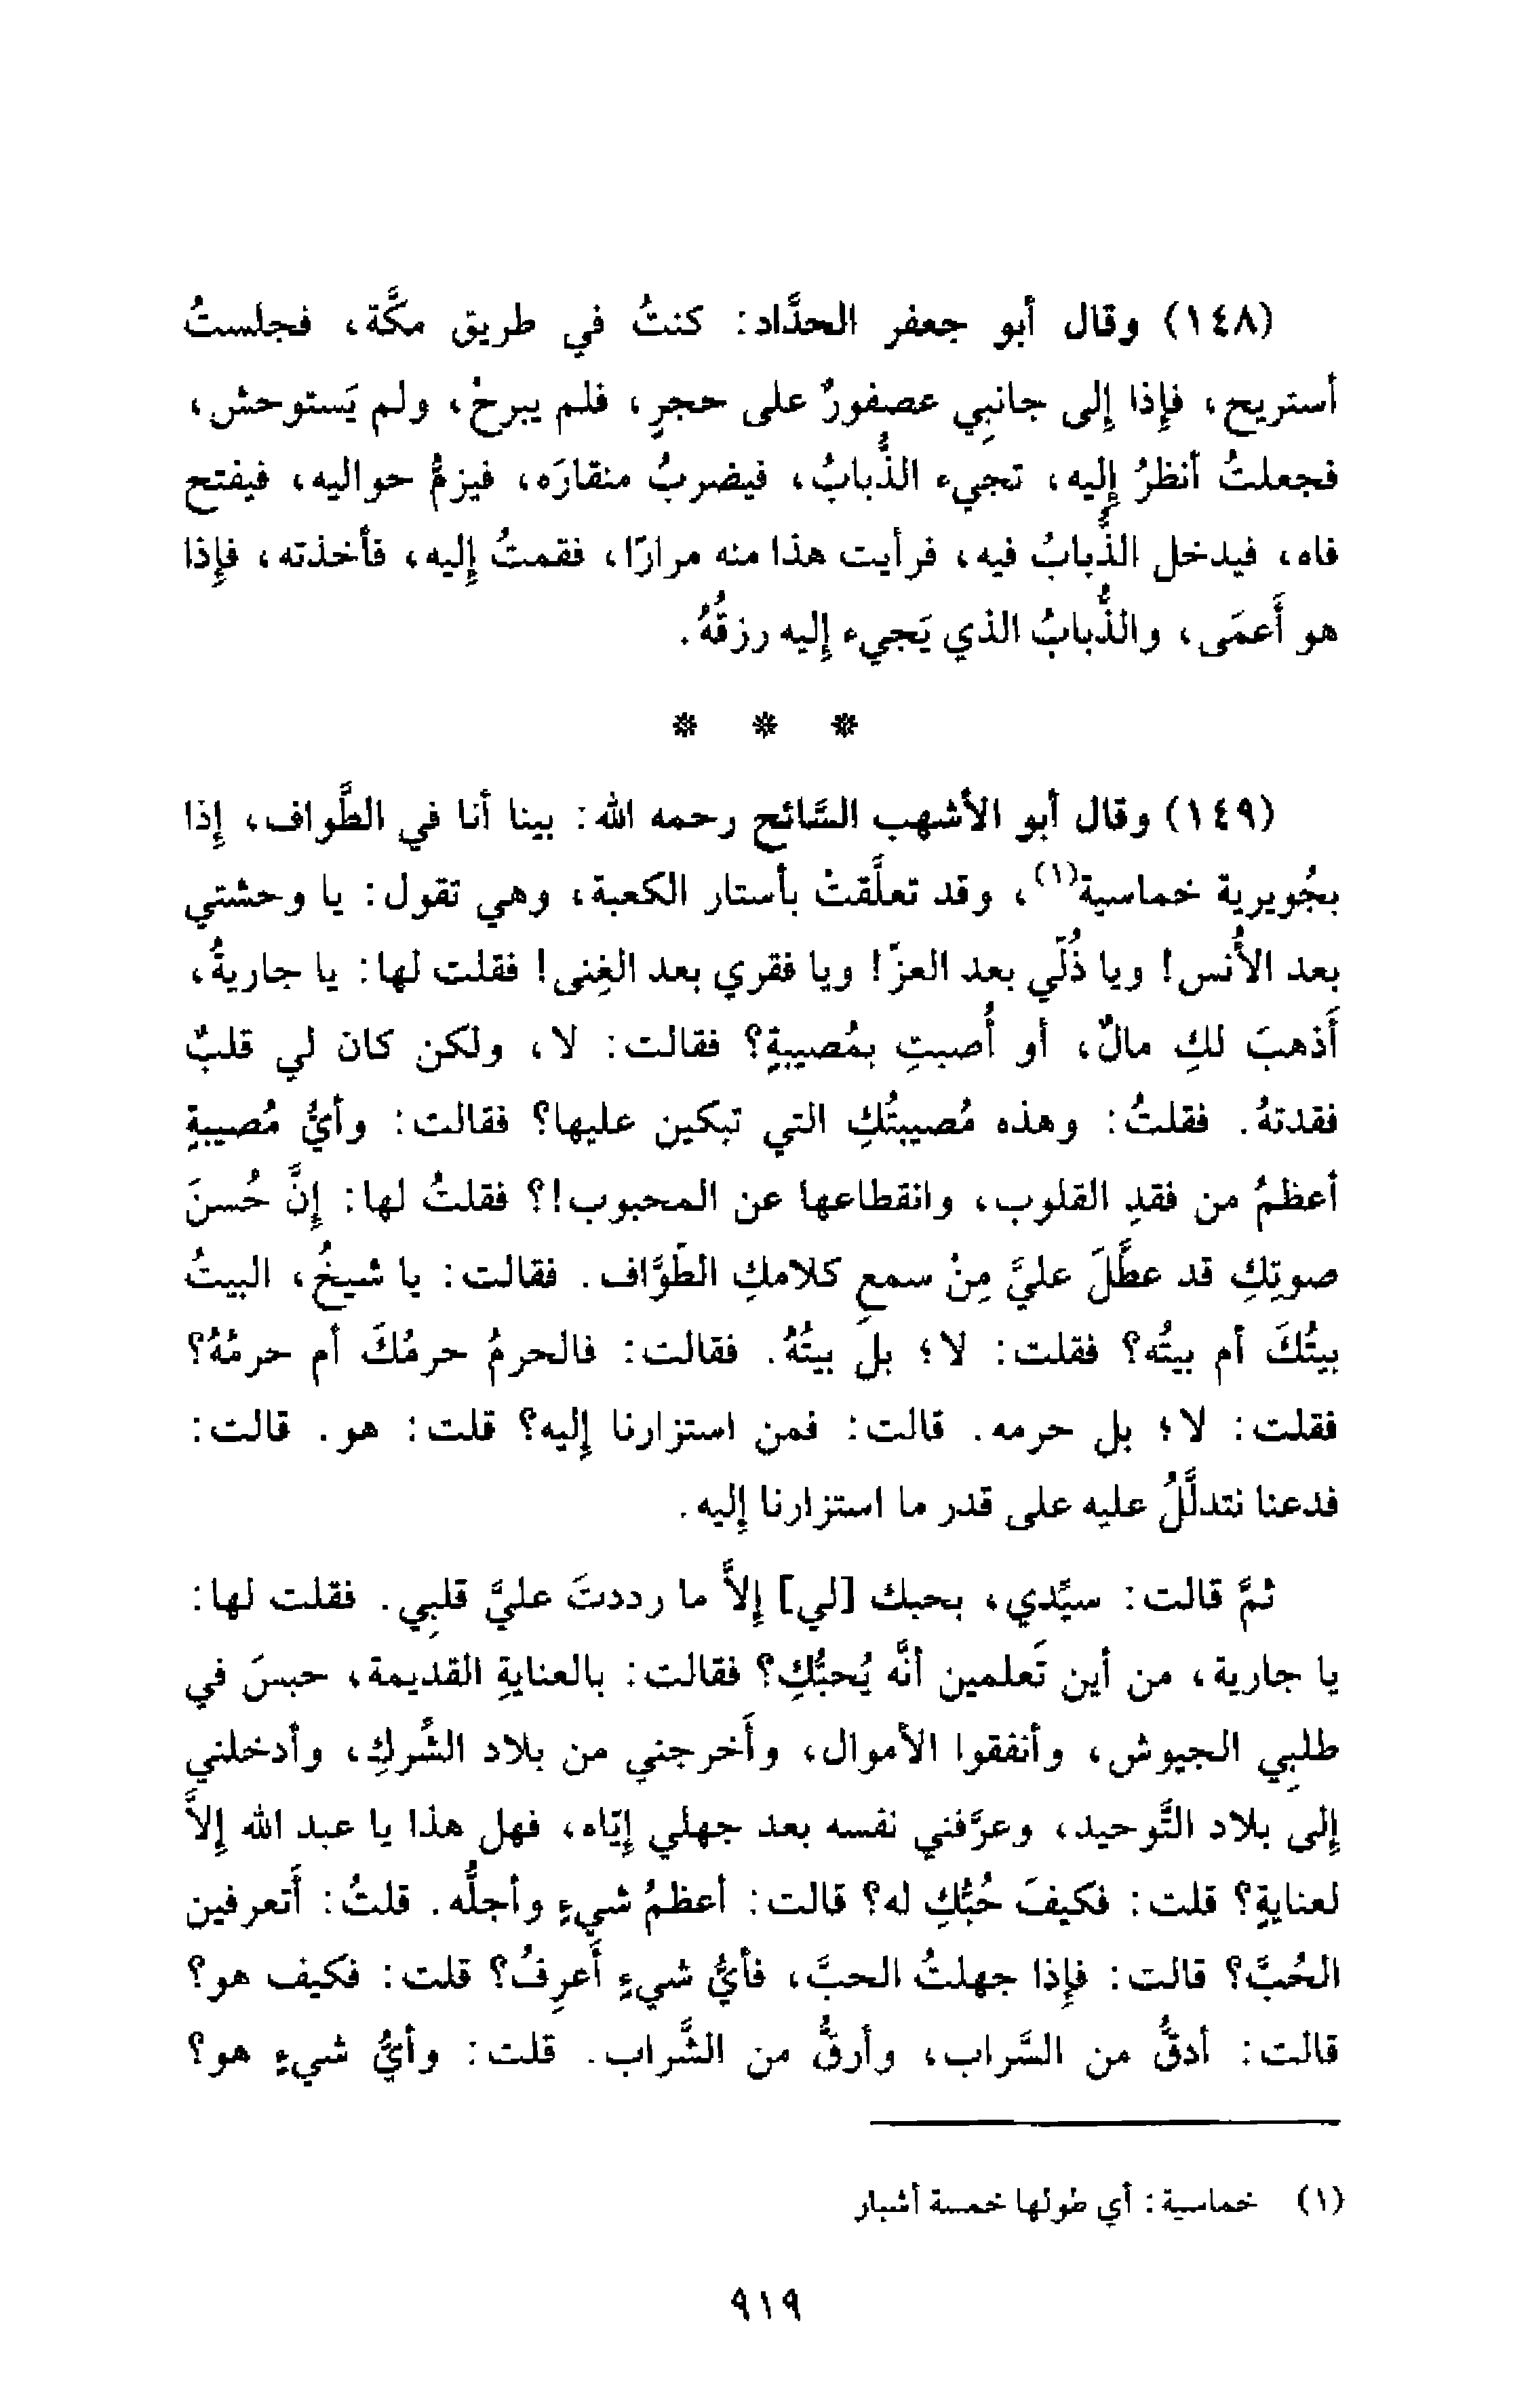 (١٤٨) وقال أبو جعفر الحدَّاد: كنتُ في طريق مكَّة، فجلستُ
أستريح، فإذا إلى جانبِي عصفورٌ على حجرٍ، فلم يبرحْ، ولم يَستوحش،
فجعلتُ أنظرُ إليه، تجيء الذُّبابُ، فيضربُ منقارَه، فيزمُّ حواليه، فيفتح
فاه، فيدخل الذُّبابُ فيه، فرأيت هذا منه مرارًا، فقمتُ إليه، فأخذته، فإذا
هو أَعمَى، والذُّبابُ الذي يَجيء إليه رزقُهُ.
* * *
(١٤٩) وقال أبو الأشهب السَّائح رحمه الله: بينا أنا في الطَّواف، إذا
بجُويرية خماسية(١)، وقد تعلَّقتْ بأستار الكعبة، وهي تقول: يا وحشتي
بعد الأُنس! ويا ذُلّي بعد العزّ! ويا فقري بعد الغِنى! فقلت لها: يا جاريةُ،
أَذهبَ لكِ مالٌ، أو أُصبتِ بمُصيبةٍ؟ فقالت: لا، ولكن كان لي قلبٌ
فقدتهُ. فقلتُ: وهذه مُصيبتُكِ التي تبكين عليها؟ فقالت: وأيُّ مُصيبةٍ
أعظمُ من فقدِ القلوب، وانقطاعها عن المحبوب!؟ فقلتُ لها: إنَّ حُسنَ
صوتِكِ قد عطَّلَ عليَّ مِنْ سمعِ كلامكِ الطَّوَّاف. فقالت: يا شيخُ، البيتُ
بيتُكَ أم بيتُه؟ فقلت: لا؛ بل بيتُهُ. فقالت: فالحرمُ حرمُكَ أم حرمُهُ؟
فقلت: لا؛ بل حرمه. قالت: فمن استزارنا إليه؟ قلت: هو. قالت:
فدعنا نتدلَّلُ عليه على قدر ما استزارنا إليه.
ثمَّ قالت: سيِّدي، بحبك [لي] إلاَّ ما رددتَ عليَّ قلبِي. فقلت لها:
يا جارية، من أين تَعلمين أنَّه يُحبُّكِ؟ فقالت: بالعنايةِ القديمة، حبسَ في
طلبِي الجيوش، وأنفقوا الأموال، وأَخرجني من بلاد الشِّركِ، وأدخلني
إلى بلاد التَّوحيد، وعرَّفني نفسه بعد جهلي إيّاه، فهل هذا يا عبد الله إلاَّ
لعنايةٍ؟ قلت: فكيفَ حُبُّكِ له؟ قالت: أعظمُ شيءٍ وأجلُّه. قلتُ: أَتعرفين
الحُبَّ؟ قالت: فإذا جهلتُ الحبَّ، فأيُّ شيءٍ أَعرِفُ؟ قلت: فكيف هو؟
قالت: أدقُّ من السَّراب، وأرقُّ من الشَّراب. قلت: وأيُّ شيءٍ هو؟
(١) خماسية: أي طولها خمسة أشبار
٩١٩